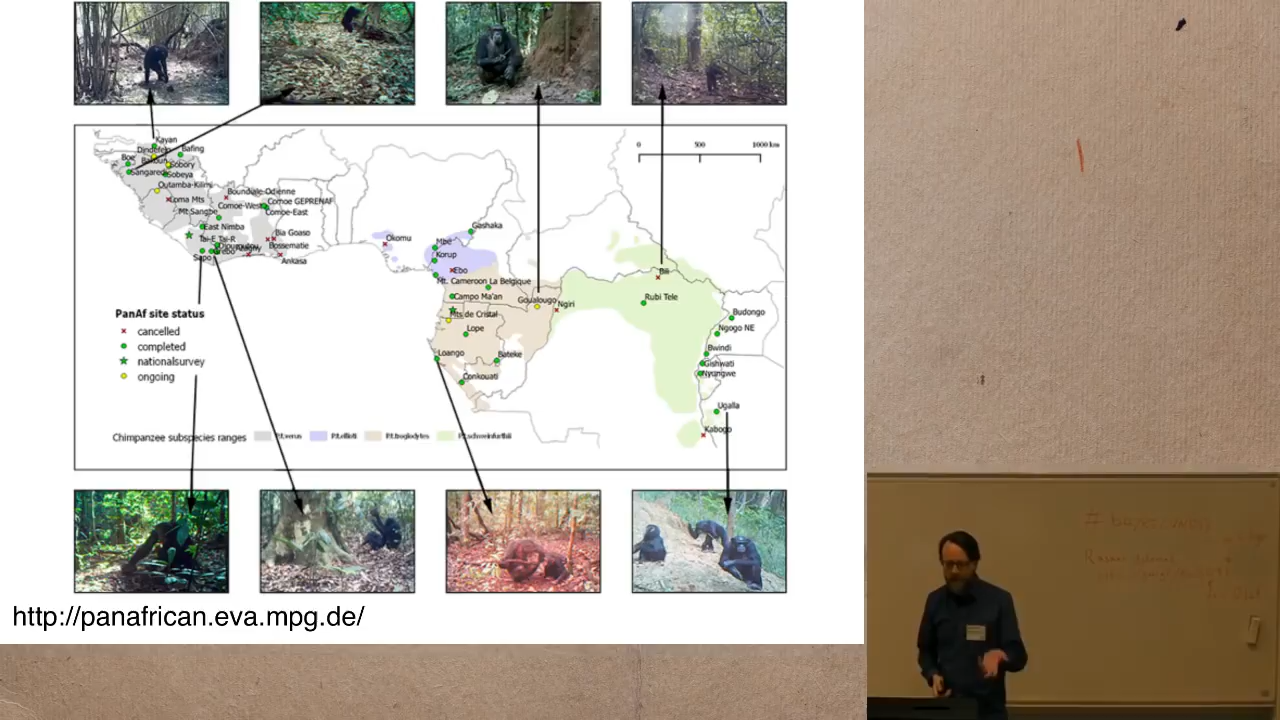 Kayan
Dindefelo
Bafing
Boe
Sobory
Sangaredi
Sobeya
Outamba-Kilimi
Loma Mts
Boundiale-Odienne
Comoe-West
Comoe GEPRENAF
Comoe-East
Mt Sangbe
East Nimba
Bia Goaso
Tai-E Tai-R
Bossematie
Sapo
Grebo
Ankasa
Okomu
Gashaka
Mbe
Korup
Ebo
Mt. Cameroon La Belgique
Campo Ma'an
Goualougo
Ngiri
Mts de Cristal
Lope
Loango
Bateke
Conkouati
Bili
Rubi Tele
Budongo
Ngogo NE
Bwindi
Gishwati
Nyungwe
Ugalla
Kabogo
0 500 1000 km
PanAf site status
cancelled
completed
nationalsurvey
ongoing
Chimpanzee subspecies ranges
http://panafrican.eva.mpg.de/